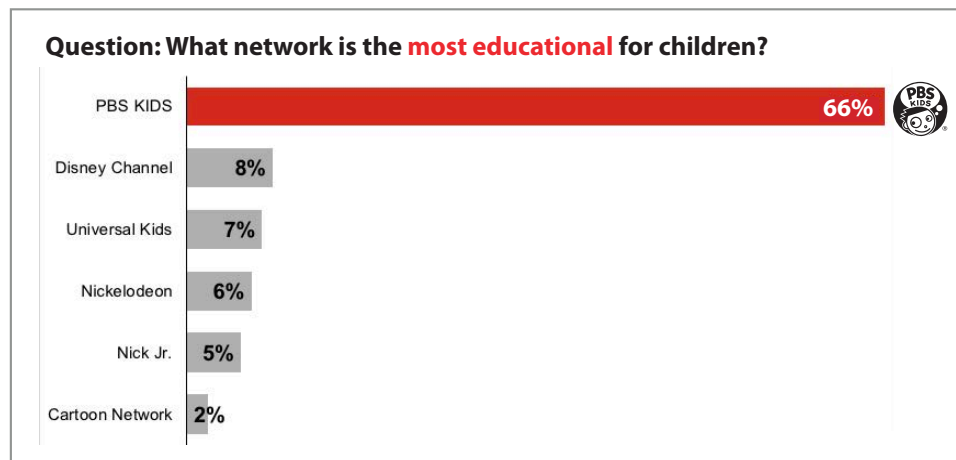 Question: What network is the most educational for children?
PBS KIDS
66%
PBS
KIDS
®
Disney Channel
8%
Universal Kids
7%
Nickelodeon
6%
Nick Jr.
5%
Cartoon Network
2%